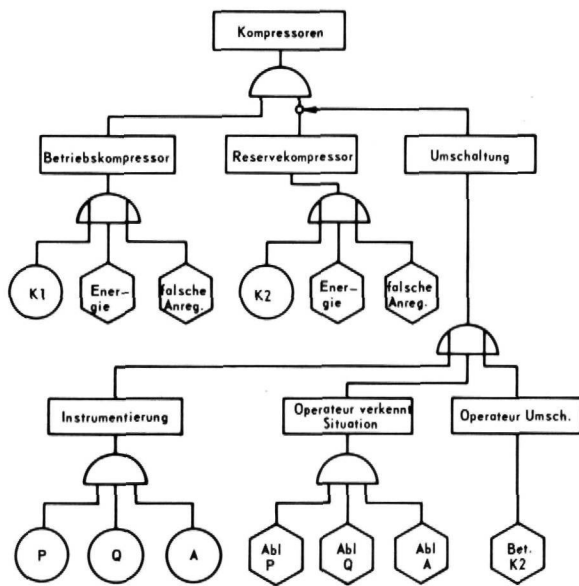 Kompressoren
Betriebskompressor
Reservekompressor
Umschaltung
K1
Ener-
gie
falsche
Anreg.
K2
Ener-
gie
falsche
Anreg.
Instrumentierung
Operateur verkennt
Situation
Operateur Umsch.
P
Q
A
Abl
P
Abl
Q
Abl
A
Bet.
K2